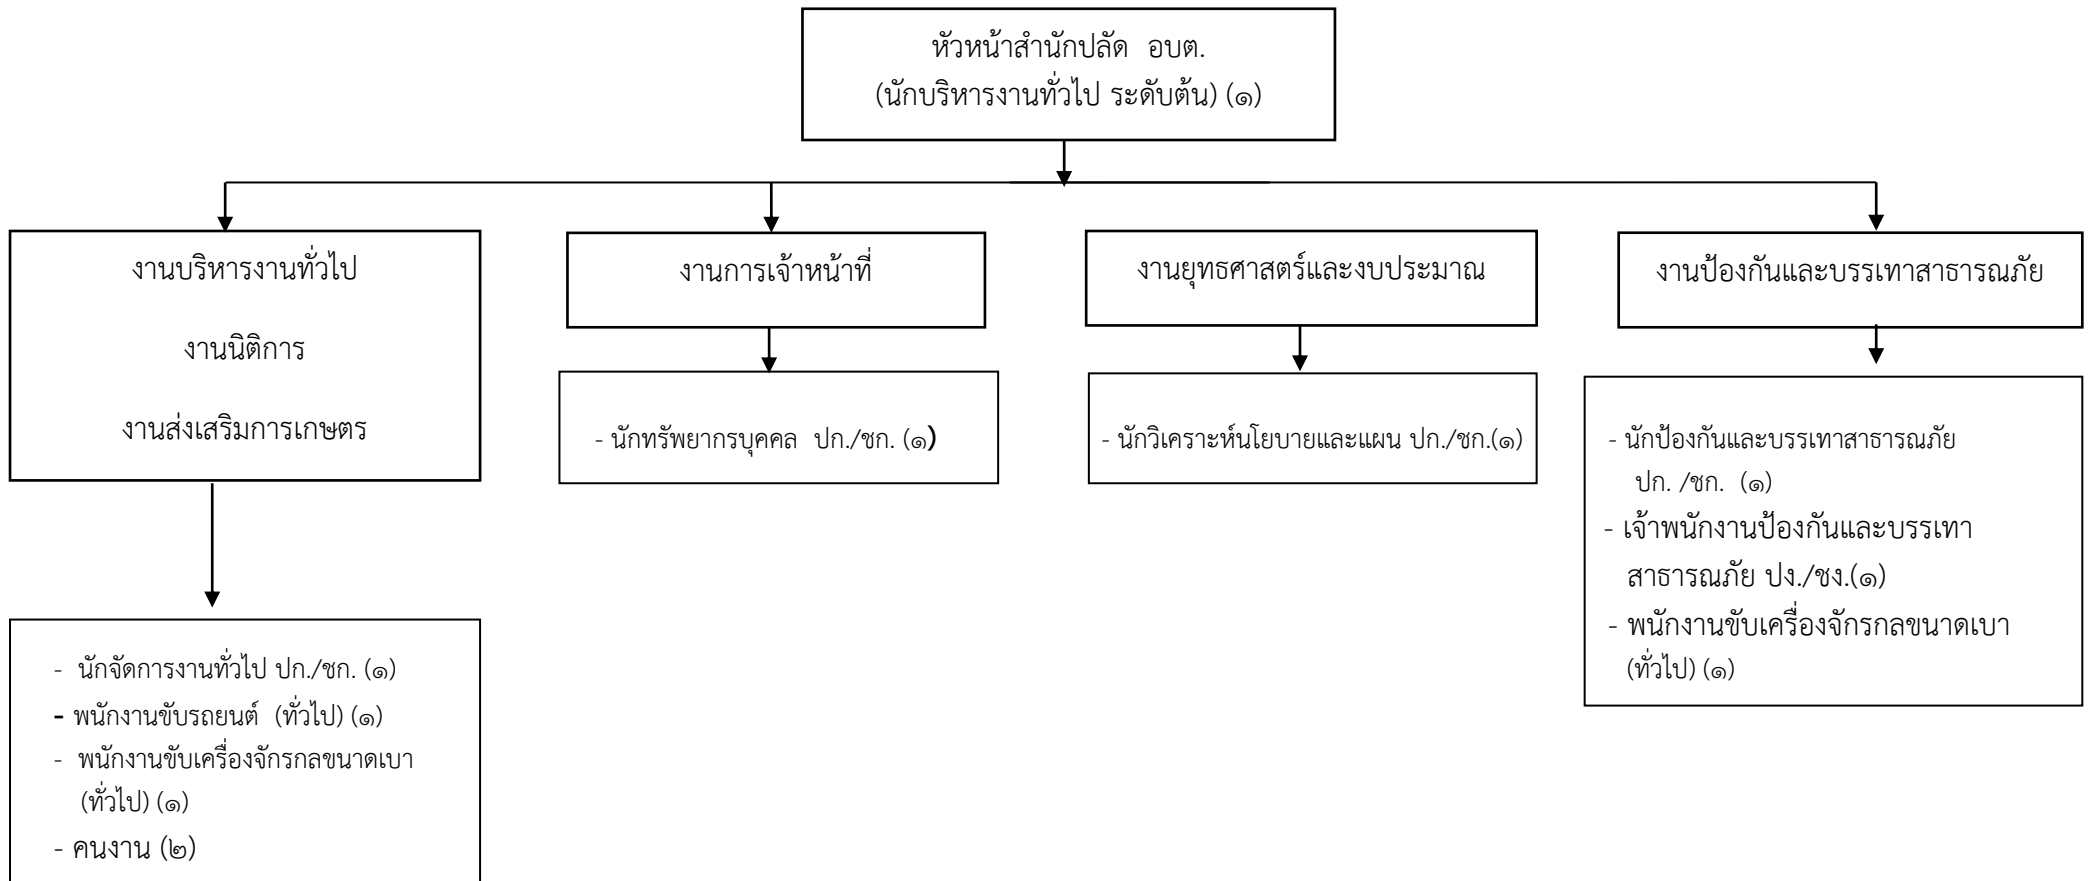 หัวหน้าสำนักปลัด อบต.
(นักบริหารงานทั่วไป ระดับต้น) (๑)
งานบริหารงานทั่วไป
งานนิติการ
งานส่งเสริมการเกษตร
งานการเจ้าหน้าที่
งานยุทธศาสตร์และงบประมาณ
งานป้องกันและบรรเทาสาธารณภัย
- นักจัดการงานทั่วไป ปก./ชก. (๑)
- พนักงานขับรถยนต์ (ทั่วไป) (๑)
- พนักงานขับเครื่องจักรกลขนาดเบา
(ทั่วไป) (๑)
- คนงาน (๒)
- นักทรัพยากรบุคคล ปก./ชก. (๑)
- นักวิเคราะห์นโยบายและแผน ปก./ชก.(๑)
- นักป้องกันและบรรเทาสาธารณภัย
ปก. /ชก. (๑)
- เจ้าพนักงานป้องกันและบรรเทา
สาธารณภัย ปง./ชง.(๑)
- พนักงานขับเครื่องจักรกลขนาดเบา
(ทั่วไป) (๑)